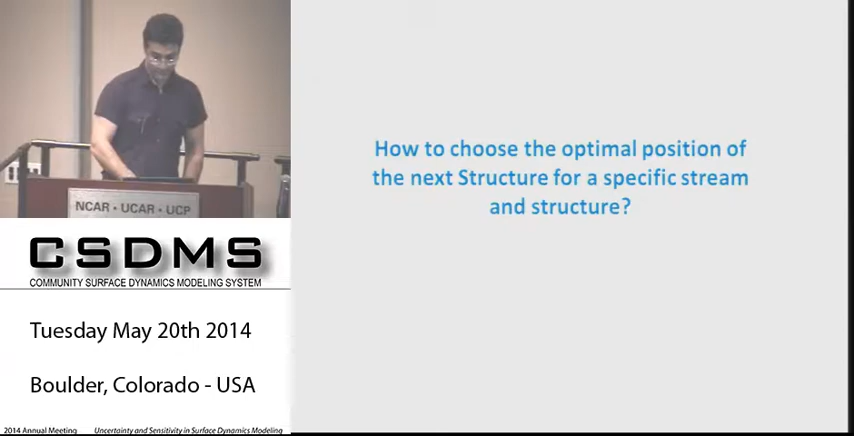 How to choose the optimal position of
the next Structure for a specific stream
and structure?
NCAR • UCAR • UCP
CSDMS
COMMUNITY SURFACE DYNAMICS MODELING SYSTEM
Tuesday May 20th 2014
Boulder, Colorado - USA
2014 Annual Meeting Uncertainty and Sensitivity in Surface Dynamics Modeling